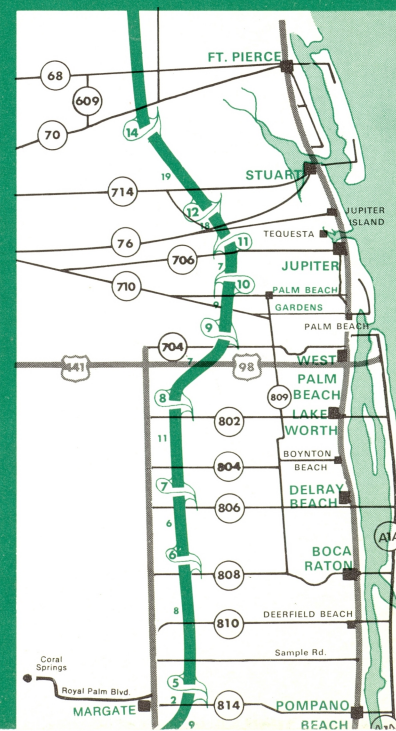 FT. PIERCE
68
609
70
14
19
STUART
714
12
18
JUPITER
ISLAND
TEQUESTA
76
11
706
JUPITER
7
710
10
PALM BEACH
GARDENS
9
PALM BEACH
9
704
7
441
98
WEST
PALM
BEACH
8
809
LAKE
WORTH
802
11
BOYNTON
BEACH
804
7
DELRAY
BEACH
806
6
A1A
6
BOCA
RATON
808
8
DEERFIELD BEACH
810
Sample Rd.
Coral
Springs
Royal Palm Blvd.
5
2
MARGATE
814
POMPANO
BEACH
9